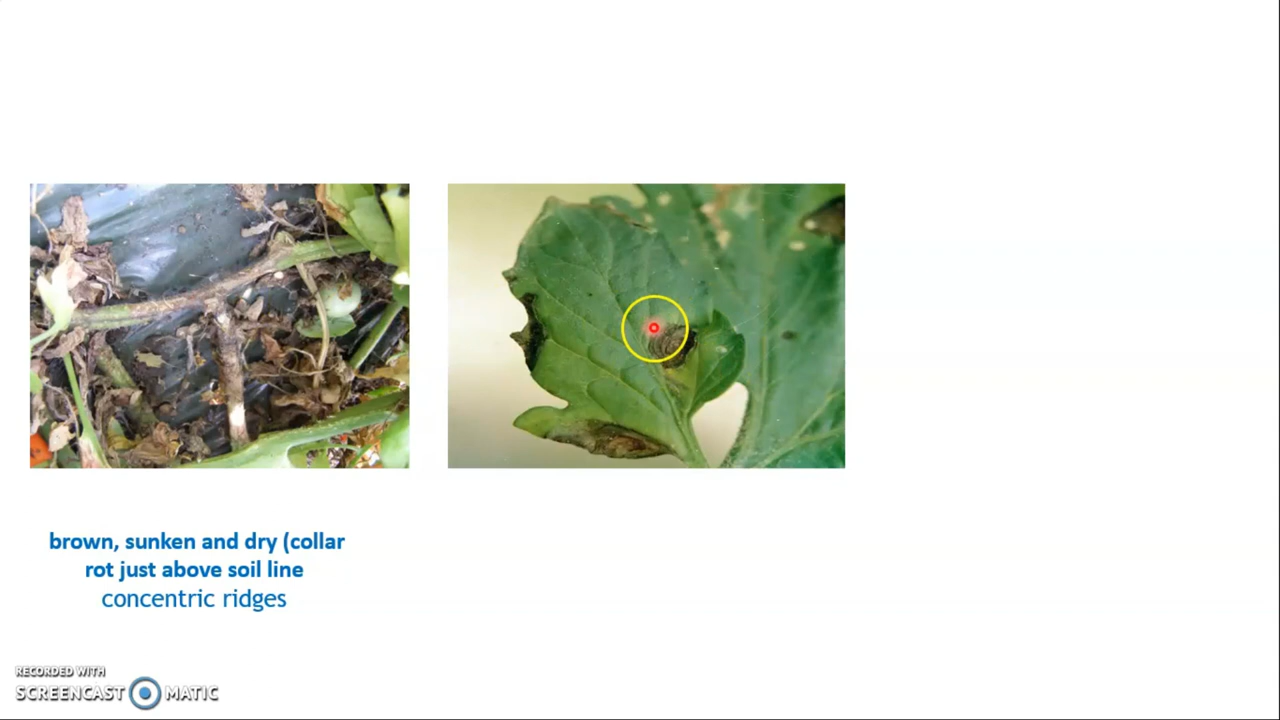 brown, sunken and dry (collar
rot just above soil line
concentric ridges
RECORDED WITH
SCREENCAST MATIC